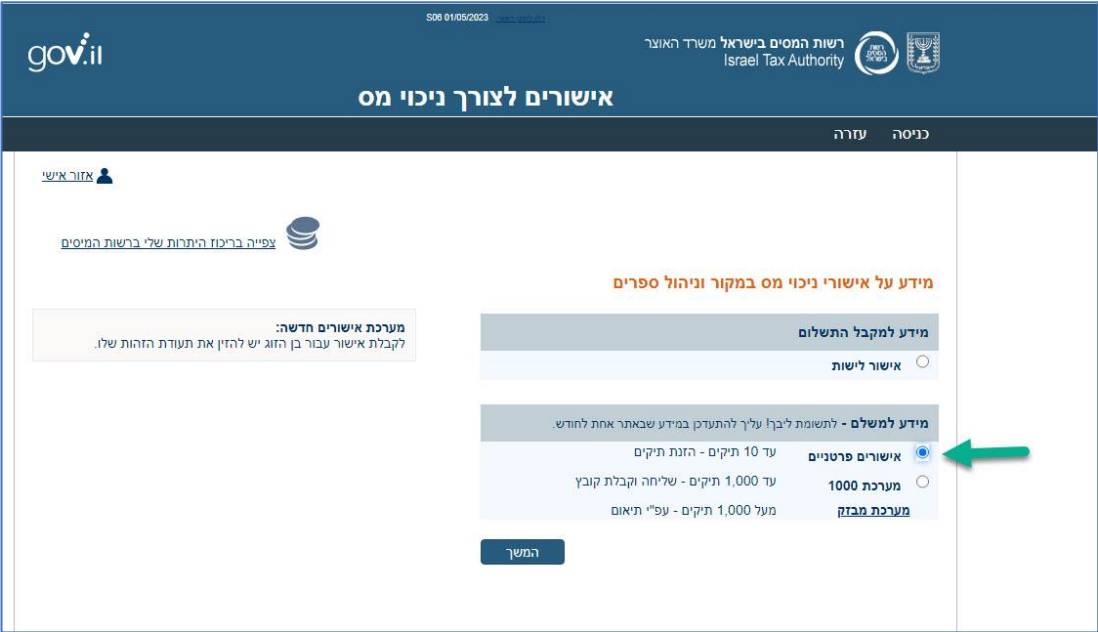 S06 01/05/2023
gov.il
רשות המסים בישראל משרד האוצר
Israel Tax Authority
אישורים לצורך ניכוי מס
כניסה עזרה
אזור אישי
צפייה בריכוז היתרות שלי ברשות המיסים
מידע על אישורי ניכוי מס במקור וניהול ספרים
מידע למקבל התשלום
אישור לישות
מערכת אישורים חדשה:
לקבלת אישור עבור בן הזוג יש להזין את תעודת הזהות שלו.
מידע למשלם - לתשומת ליבך! עליך להתעדכן במידע שבאתר אחת לחודש.
אישורים פרטניים עד 10 תיקים - הזנת תיקים
מערכת 1000 עד 1,000 תיקים - שליחה וקבלת קובץ
מערכת מבזק מעל 1,000 תיקים - עפ"י תיאום
המשך